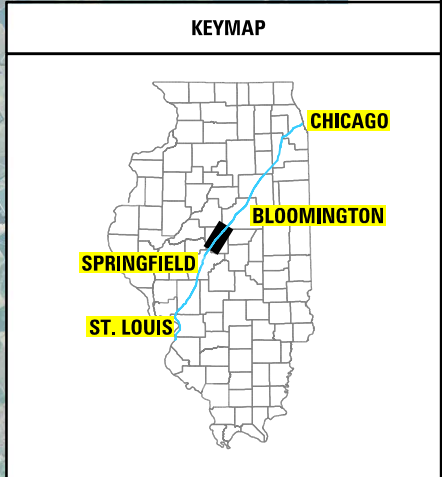 KEYMAP
CHICAGO
BLOOMINGTON
SPRINGFIELD
ST. LOUIS